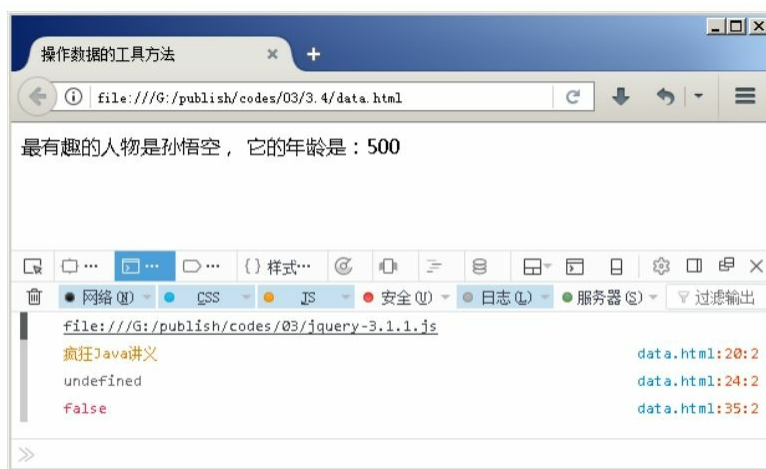 操作数据的工具方法
file:///G:/publish/codes/03/3.4/data.html
最有趣的人物是孙悟空，它的年龄是：500
{ } 样式…
网络(N) CSS JS 安全(U) 日志(L) 服务器(S) 过滤输出
file:///G:/publish/codes/03/jquery-3.1.1.js
疯狂Java讲义 data.html:20:2
undefined data.html:24:2
false data.html:35:2